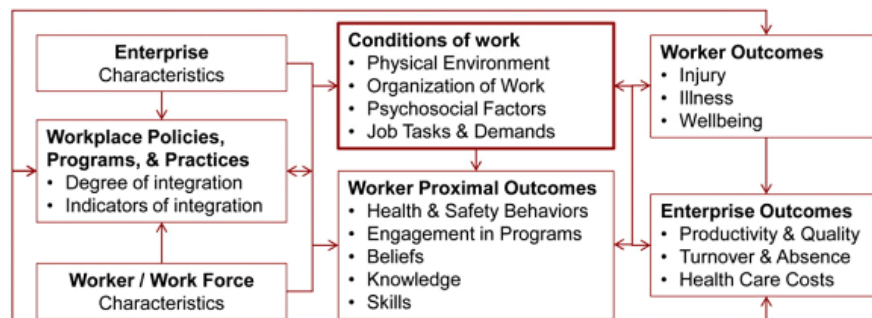 Enterprise
Characteristics
Workplace Policies,
Programs, & Practices
• Degree of integration
• Indicators of integration
Worker / Work Force
Characteristics
Conditions of work
• Physical Environment
• Organization of Work
• Psychosocial Factors
• Job Tasks & Demands
Worker Proximal Outcomes
• Health & Safety Behaviors
• Engagement in Programs
• Beliefs
• Knowledge
• Skills
Worker Outcomes
• Injury
• Illness
• Wellbeing
Enterprise Outcomes
• Productivity & Quality
• Turnover & Absence
• Health Care Costs